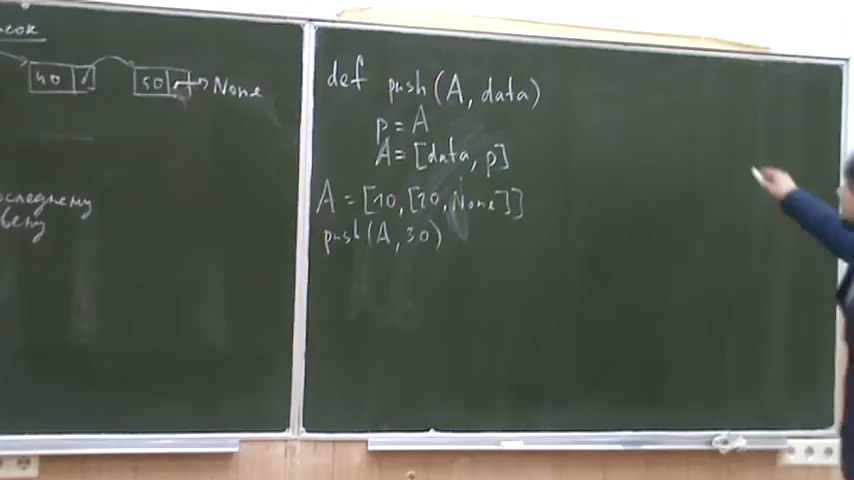 40 50 None
def push(A, data)
p = A
A = [data, p]
A = [10, [20, None]]
push(A, 30)